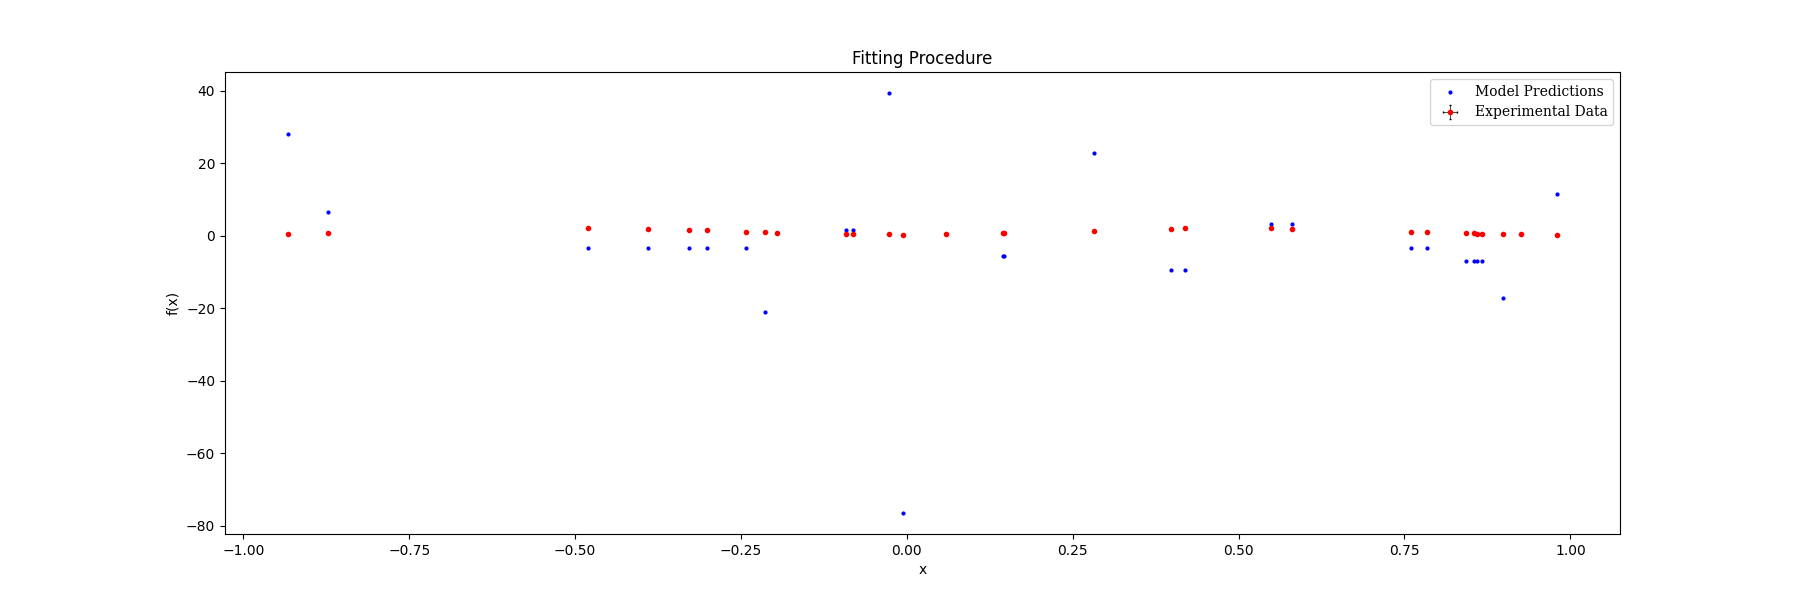 Fitting Procedure
Model Predictions
Experimental Data
40
20
0
−20
−40
−60
−80
f(x)
−1.00 −0.75 −0.50 −0.25 0.00 0.25 0.50 0.75 1.00
x